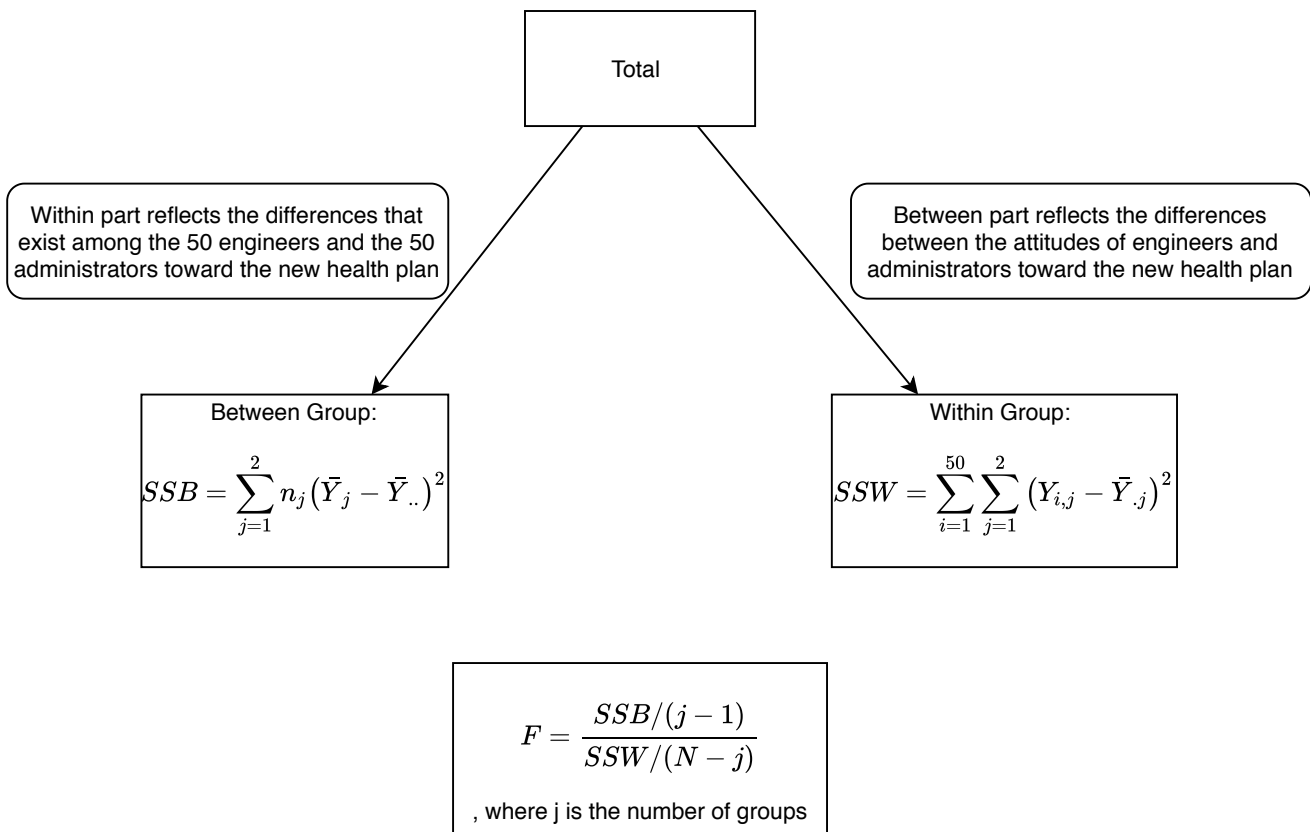 Total
Within part reflects the differences that
exist among the 50 engineers and the 50
administrators toward the new health plan
Between part reflects the differences
between the attitudes of engineers and
administrators toward the new health plan
Between Group:
$SSB = \sum_{j=1}^{2} n_j (\bar{Y}_j - \bar{Y}_{..})^2$
Within Group:
$SSW = \sum_{i=1}^{50} \sum_{j=1}^{2} (Y_{i,j} - \bar{Y}_{.j})^2$
$F = \frac{SSB/(j-1)}{SSW/(N-j)}$
, where j is the number of groups